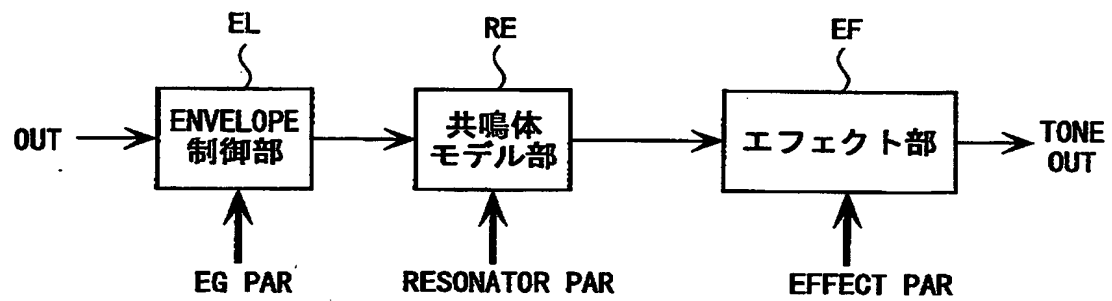 EL
RE
EF
OUT
ENVELOPE
制御部
共鳴体
モデル部
エフェクト部
TONE
OUT
EG PAR
RESONATOR PAR
EFFECT PAR